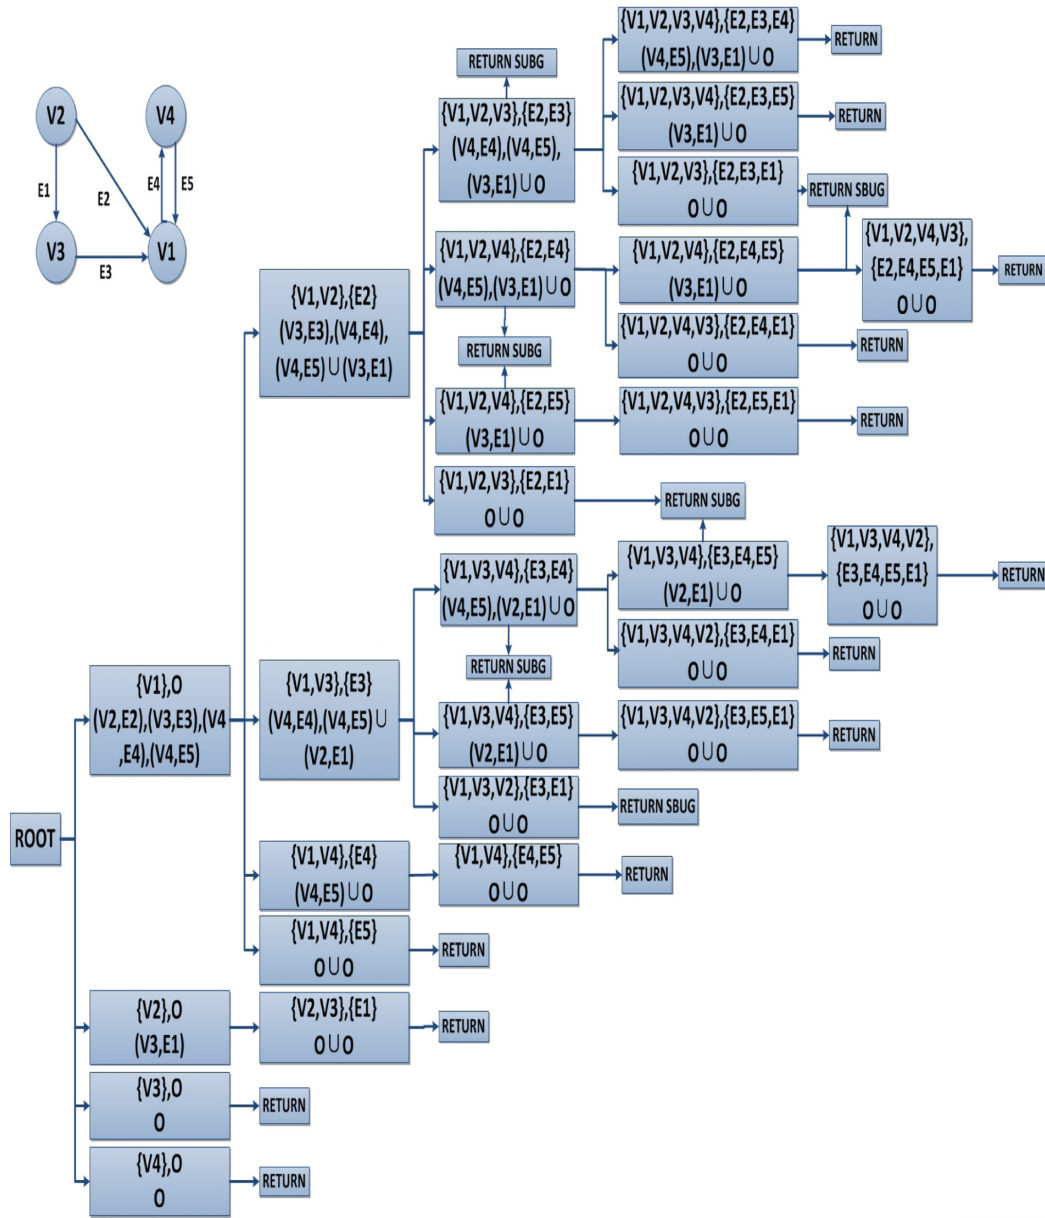 V2
V4
E1
E2
E4
E5
V3
V1
E3
RETURN SUBG
{V1,V2,V3},{E2,E3}
(V4,E4),(V4,E5),
(V3,E1)∪O
{V1,V2,V3,V4},{E2,E3,E4}
(V4,E5),(V3,E1)∪O
RETURN
{V1,V2,V3,V4},{E2,E3,E5}
(V3,E1)∪O
RETURN
{V1,V2,V3},{E2,E3,E1}
O∪O
RETURN SBUG
{V1,V2},{E2}
(V3,E3),(V4,E4),
(V4,E5)∪(V3,E1)
{V1,V2,V4},{E2,E4}
(V4,E5),(V3,E1)∪O
{V1,V2,V4},{E2,E4,E5}
(V3,E1)∪O
{V1,V2,V4,V3},
{E2,E4,E5,E1}
O∪O
RETURN
RETURN SUBG
{V1,V2,V4,V3},{E2,E4,E1}
O∪O
RETURN
{V1,V2,V4},{E2,E5}
(V3,E1)∪O
{V1,V2,V4,V3},{E2,E5,E1}
O∪O
RETURN
{V1,V2,V3},{E2,E1}
O∪O
RETURN SUBG
{V1,V3,V4},{E3,E4}
(V4,E5),(V2,E1)∪O
{V1,V3,V4},{E3,E4,E5}
(V2,E1)∪O
{V1,V3,V4,V2},
{E3,E4,E5,E1}
O∪O
RETURN
{V1,V3,V4,V2},{E3,E4,E1}
O∪O
RETURN
RETURN SUBG
{V1},O
(V2,E2),(V3,E3),(V4
,E4),(V4,E5)
{V1,V3},{E3}
(V4,E4),(V4,E5)∪
(V2,E1)
{V1,V3,V4},{E3,E5}
(V2,E1)∪O
{V1,V3,V4,V2},{E3,E5,E1}
O∪O
RETURN
{V1,V3,V2},{E3,E1}
O∪O
RETURN SBUG
ROOT
{V1,V4},{E4}
(V4,E5)∪O
{V1,V4},{E4,E5}
O∪O
RETURN
{V1,V4},{E5}
O∪O
RETURN
{V2},O
(V3,E1)
{V2,V3},{E1}
O∪O
RETURN
{V3},O
O
RETURN
{V4},O
O
RETURN